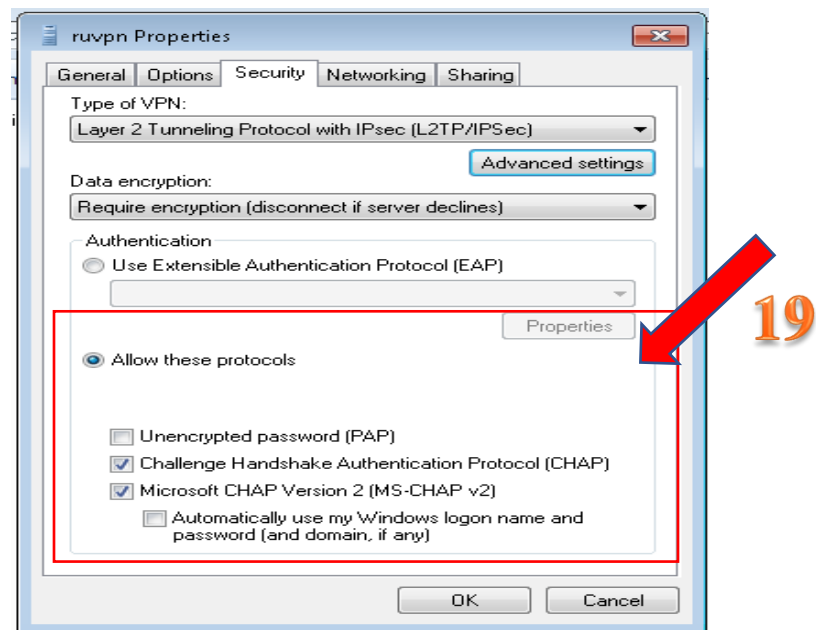 ruvpn Properties
General Options Security Networking Sharing
Type of VPN:
Layer 2 Tunneling Protocol with IPsec (L2TP/IPSec)
Advanced settings
Data encryption:
Require encryption (disconnect if server declines)
Authentication
Use Extensible Authentication Protocol (EAP)
Properties
19
Allow these protocols
Unencrypted password (PAP)
Challenge Handshake Authentication Protocol (CHAP)
Microsoft CHAP Version 2 (MS-CHAP v2)
Automatically use my Windows logon name and
password (and domain, if any)
OK Cancel